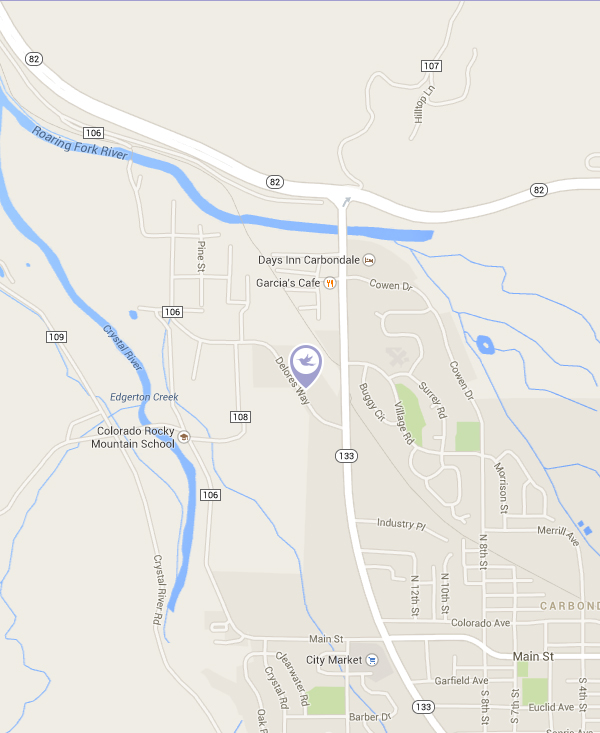 82
107
Hilltop Ln
106
Roaring Fork River
82
82
Pine St
Days Inn Carbondale
Garcia's Cafe
Cowen Dr
106
109
Crystal River
Delores Way
Cowen Dr
Surrey Rd
Buggy Cir
Edgerton Creek
Village Rd
108
Colorado Rocky
Mountain School
133
Morrison St
106
Industry Pl
N 8th St
Merrill Ave
Crystal River Rd
N 12th St
N 10th St
CARBOND
Colorado Ave
Main St
City Market
Main St
Clearwater Rd
Crystal Rd
Garfield Ave
S 8th St
S 7th St
S 4th St
Oak
133
Euclid Ave
Barber D